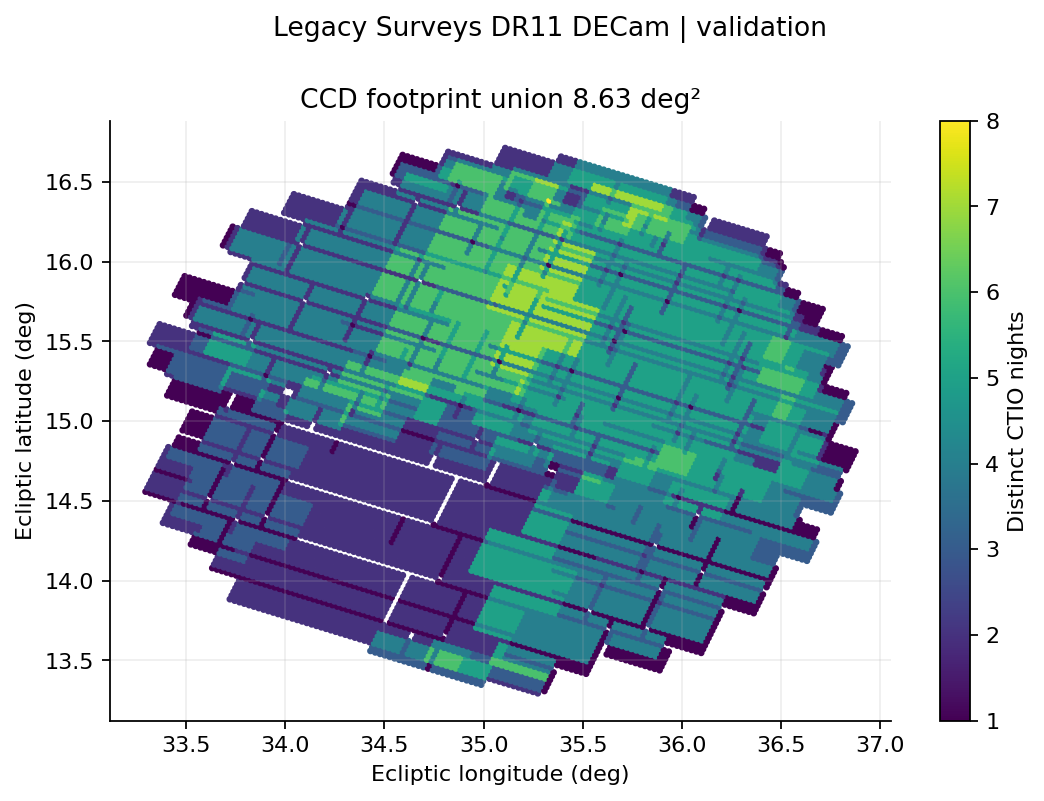 Legacy Surveys DR11 DECam | validation
CCD footprint union 8.63 deg²
Ecliptic latitude (deg)
16.5
16.0
15.5
15.0
14.5
14.0
13.5
33.5 34.0 34.5 35.0 35.5 36.0 36.5 37.0
Ecliptic longitude (deg)
8
7
6
5
4
3
2
1
Distinct CTIO nights